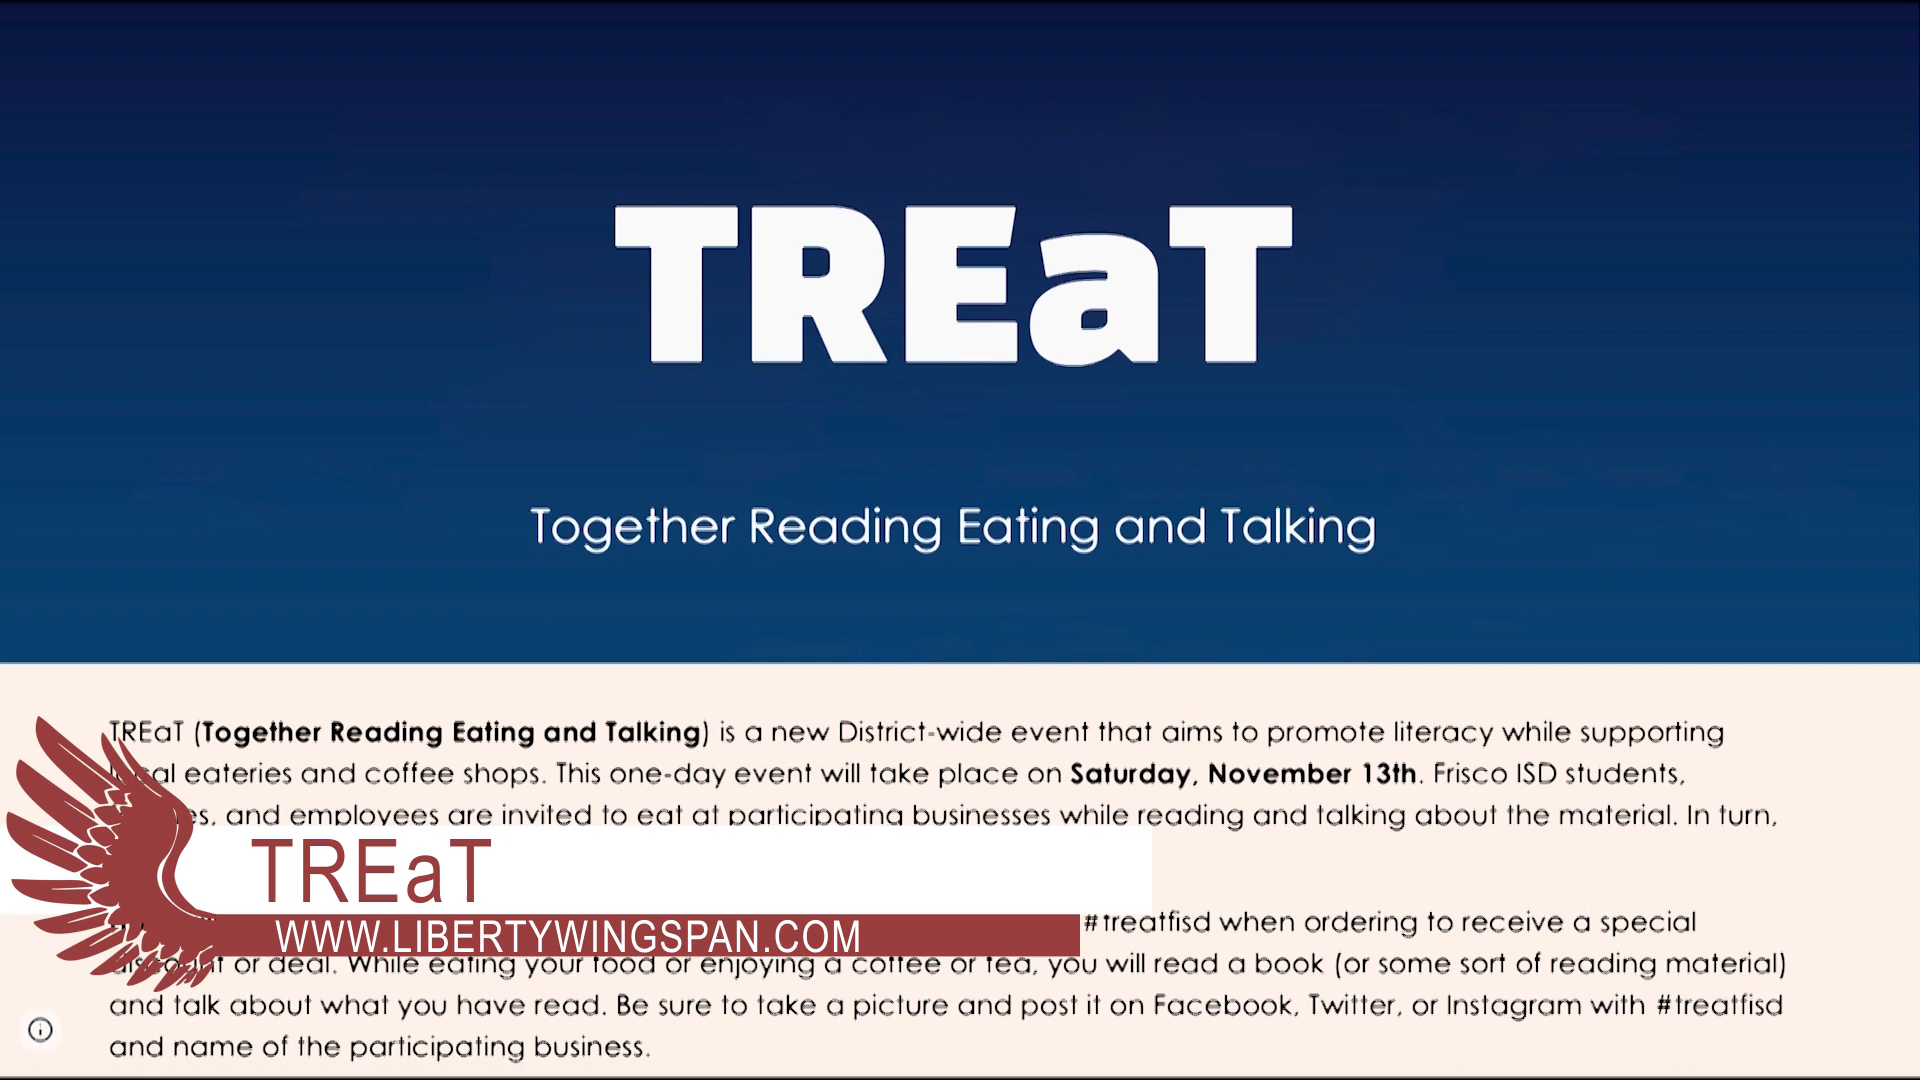 TREaT
Together Reading Eating and Talking
TREaT (Together Reading Eating and Talking) is a new District-wide event that aims to promote literacy while supporting
eateries and coffee shops. This one-day event will take place on Saturday, November 13th. Frisco ISD students,
and employees are invited to eat at participating businesses while reading and talking about the material. In turn,
TREaT
WWW.LIBERTYWINGSPAN.COM
#treatfisd when ordering to receive a special
or deal. While eating your food or enjoying a coffee or tea, you will read a book (or some sort of reading material)
and talk about what you have read. Be sure to take a picture and post it on Facebook, Twitter, or Instagram with #treatfisd
and name of the participating business.